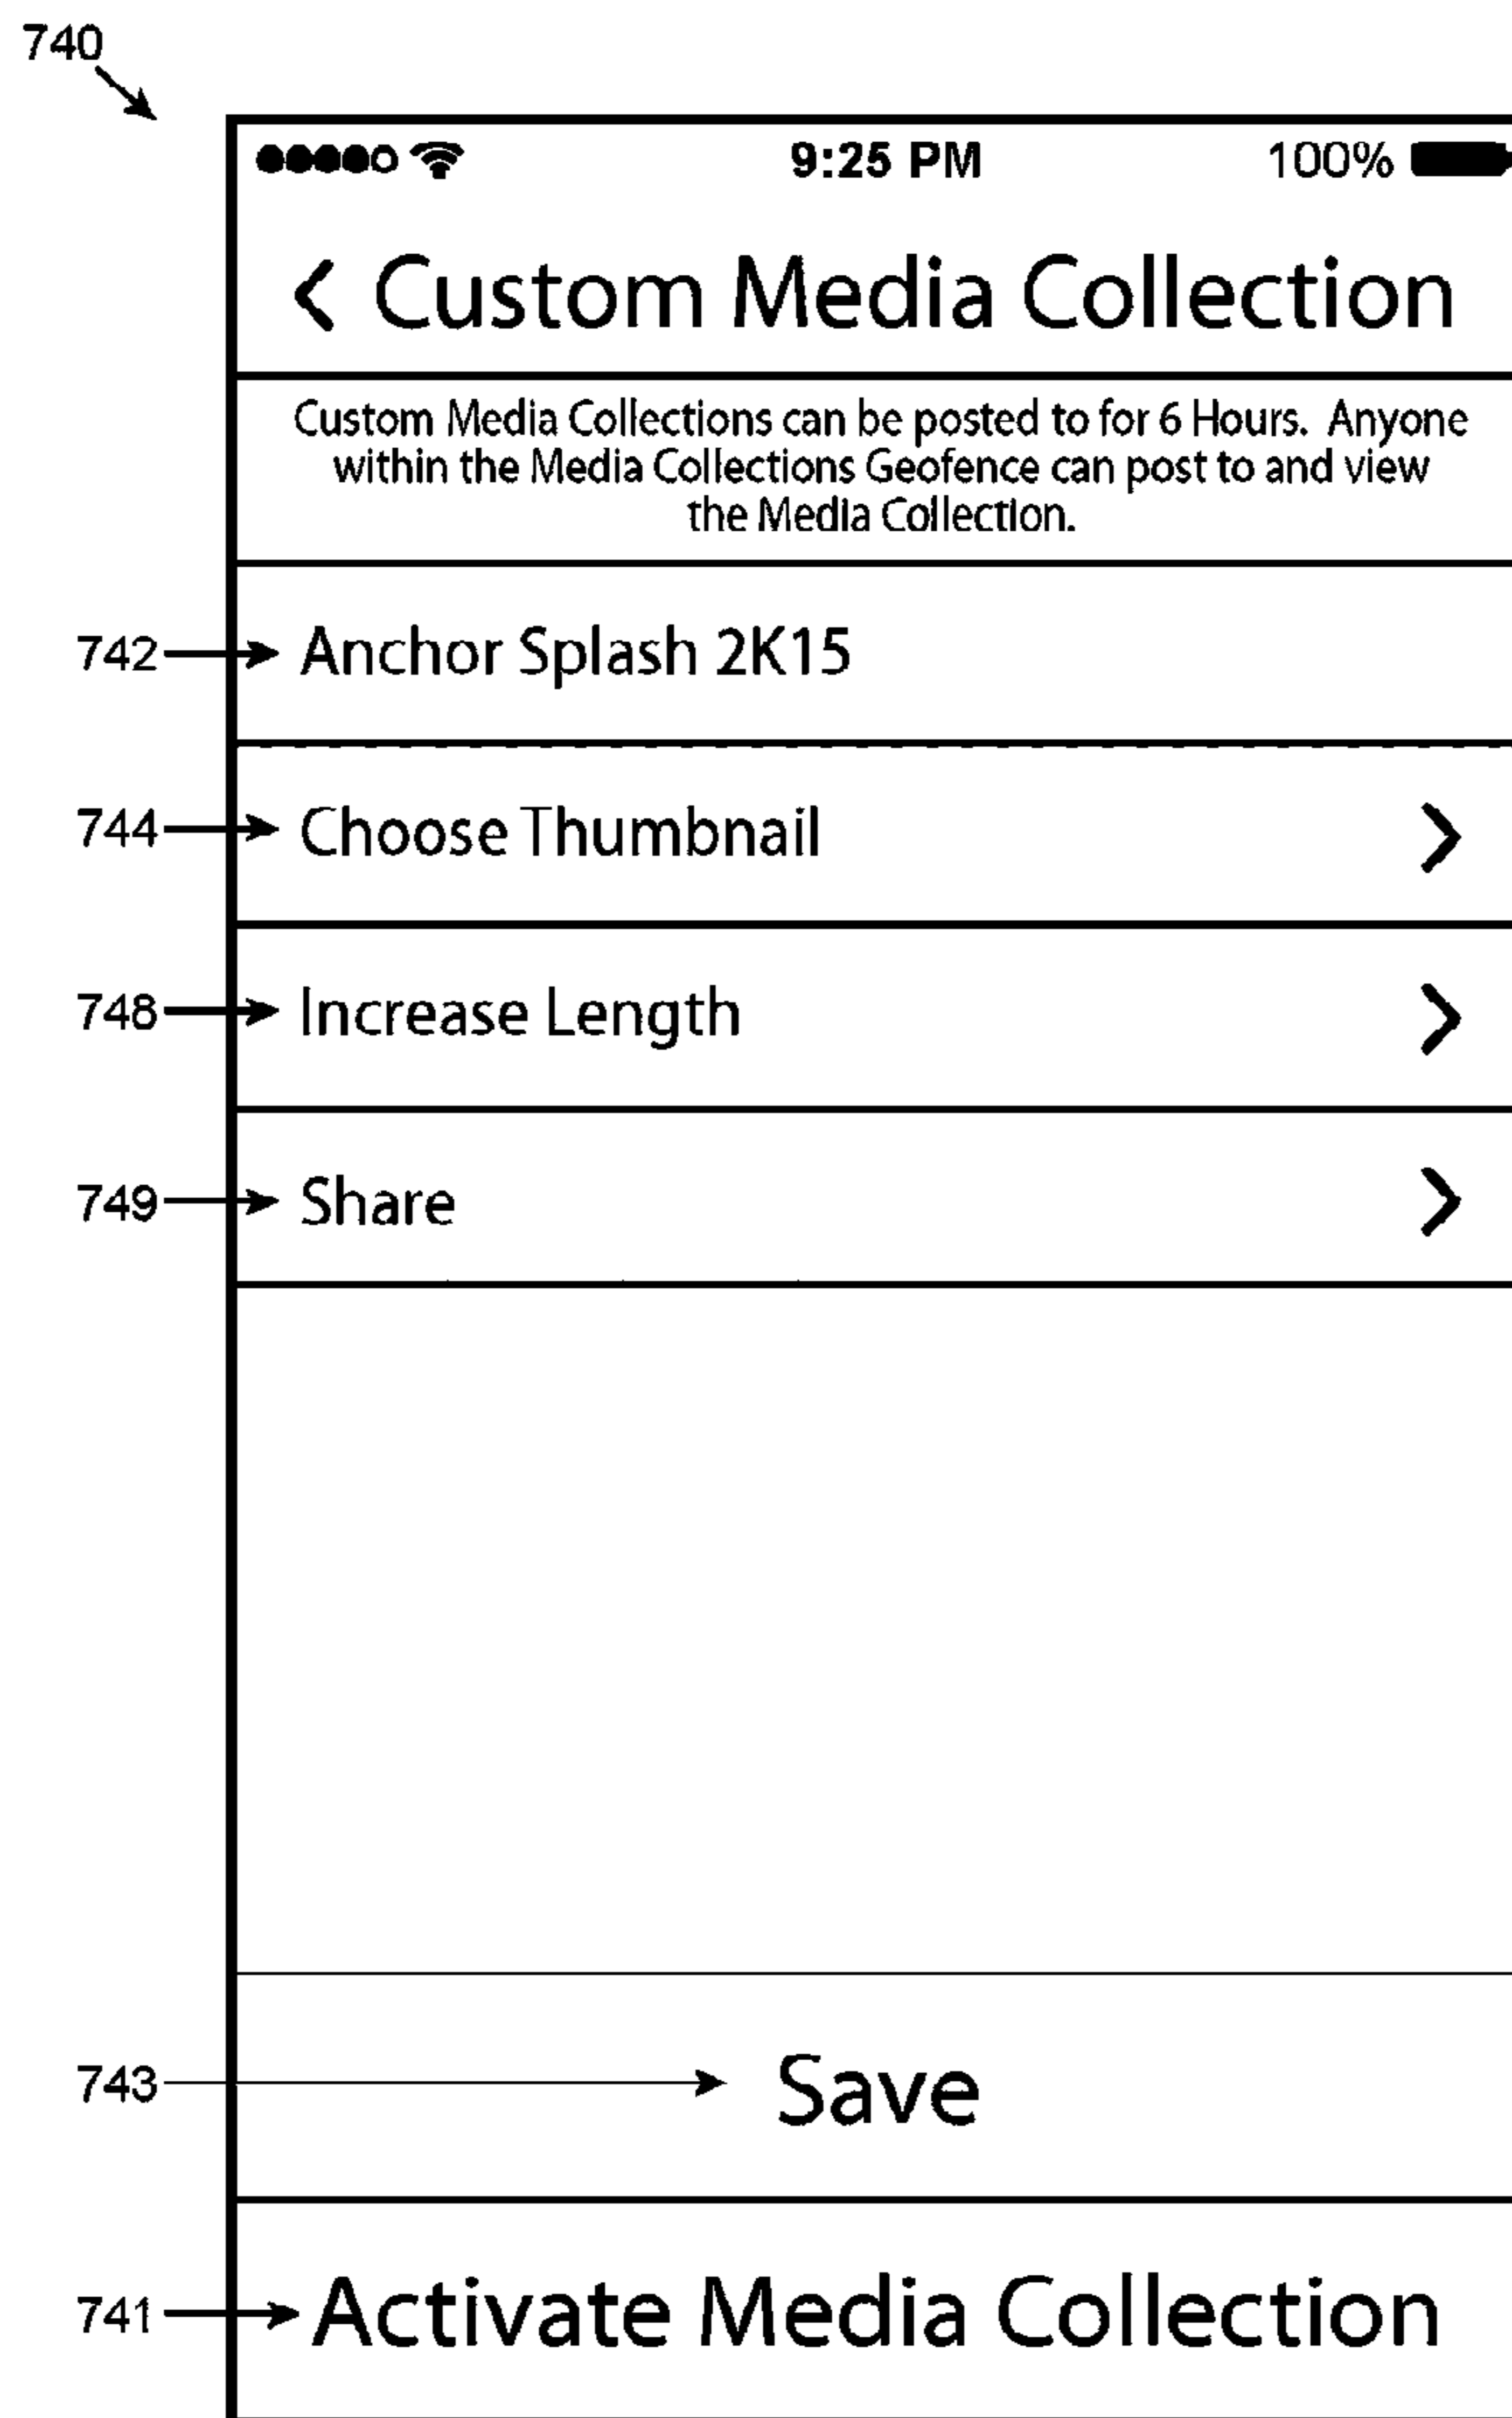 740
9:25 PM 100%
Custom Media Collection
Custom Media Collections can be posted to for 6 Hours. Anyone
within the Media Collections Geofence can post to and view
the Media Collection.
742 Anchor Splash 2K15
744 Choose Thumbnail
748 Increase Length
749 Share
743 Save
741 Activate Media Collection